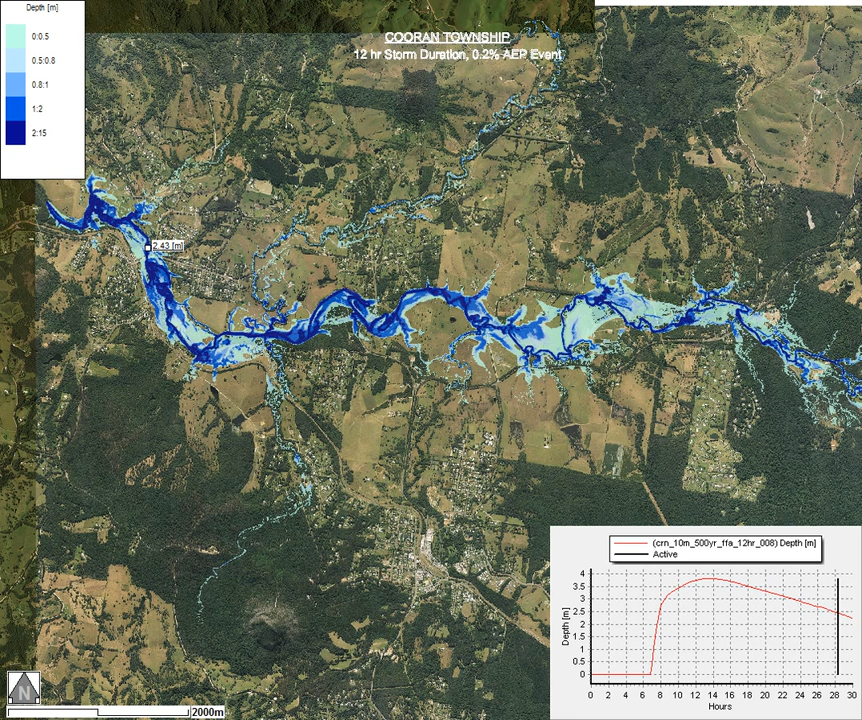 Depth [m]
0:0.5
0.5:0.8
0.8:1
1:2
2:15
COORAN TOWNSHIP
12 hr Storm Duration, 0.2% AEP Event
2.43 [m]
(crn_10m_500yr_ffa_12hr_008) Depth [m]
Active
Depth [m]
4
3.5
3
2.5
2
1.5
1
0.5
0
0 2 4 6 8 10 12 14 16 18 20 22 24 26 28 30
Hours
N
2000m